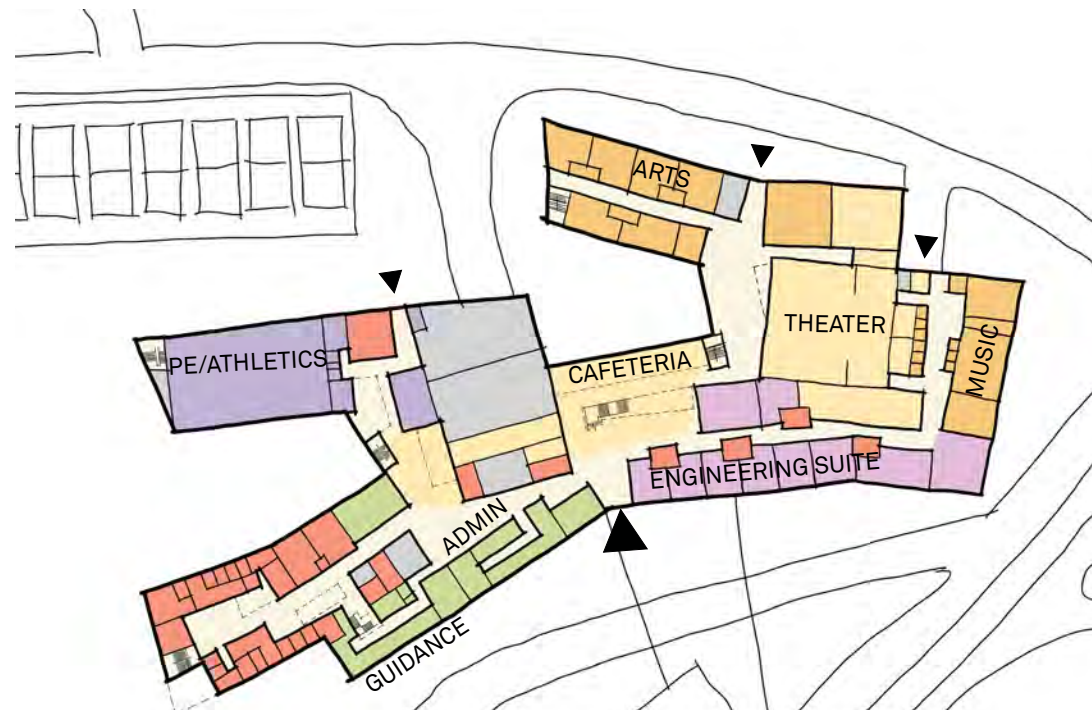 ARTS
THEATER
MUSIC
PE/ATHLETICS
CAFETERIA
ENGINEERING SUITE
ADMIN
GUIDANCE